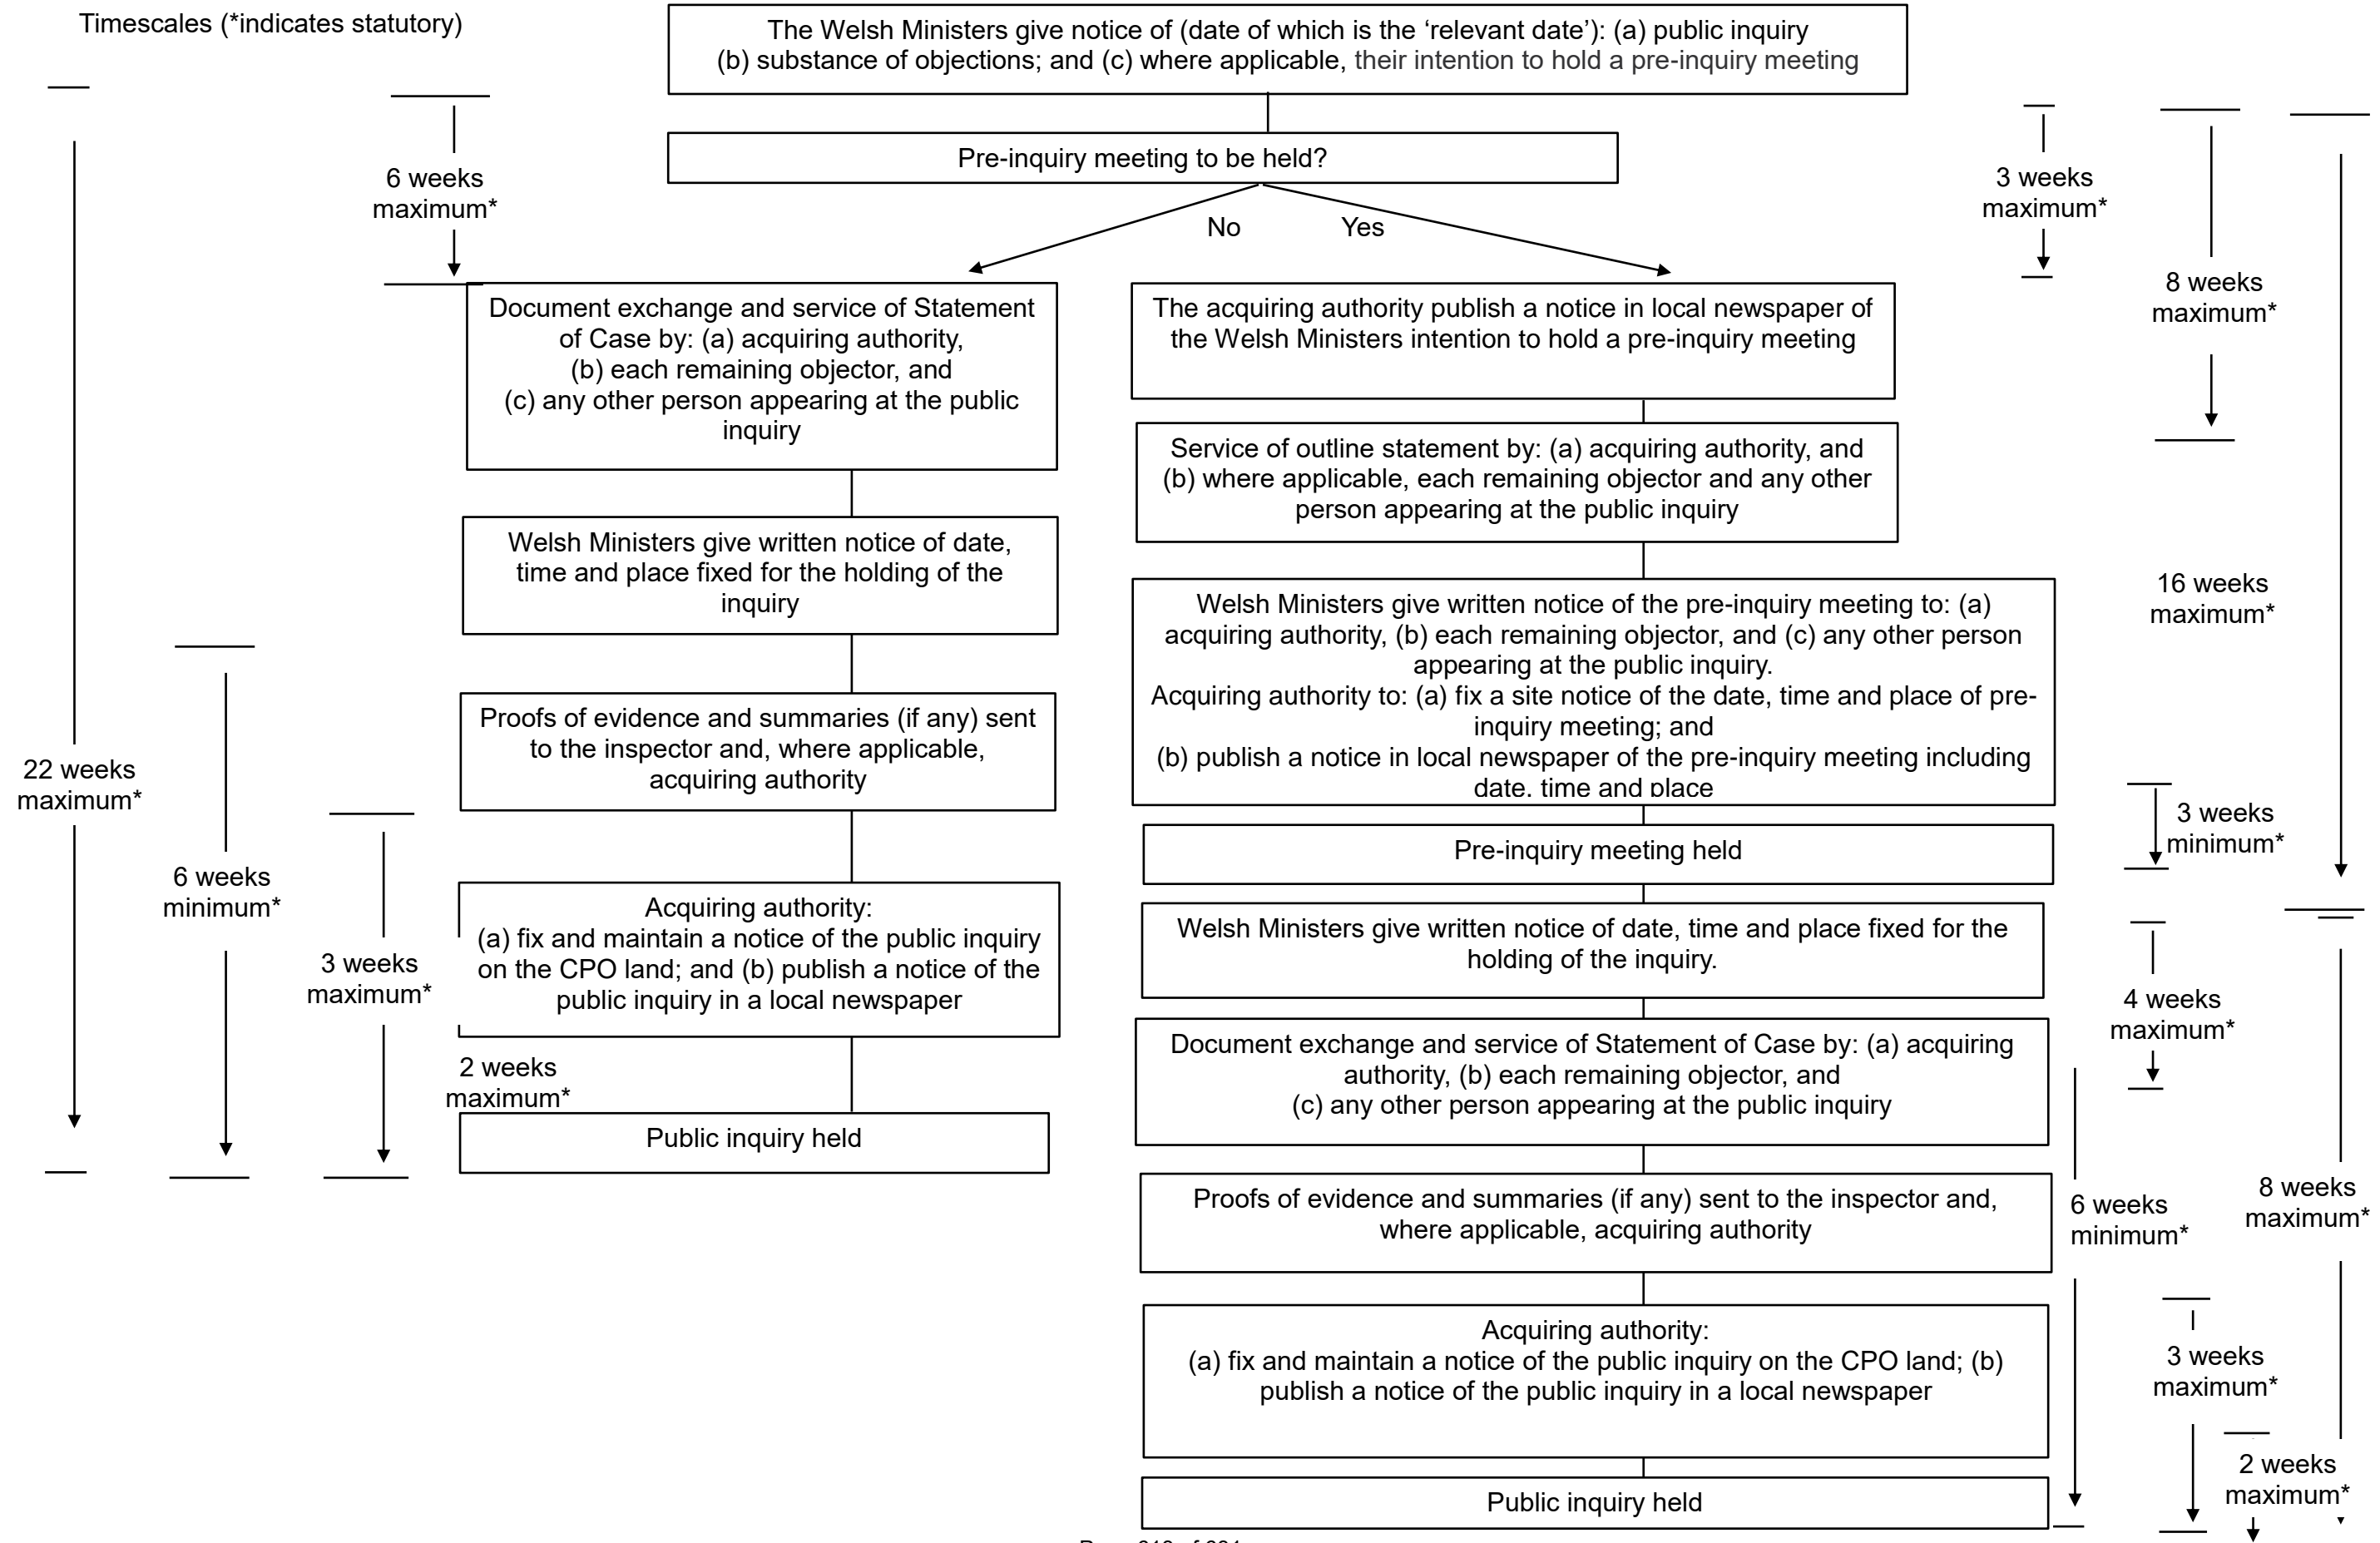 Timescales (*indicates statutory)
The Welsh Ministers give notice of (date of which is the ‘relevant date’): (a) public inquiry
(b) substance of objections; and (c) where applicable, their intention to hold a pre-inquiry meeting
Pre-inquiry meeting to be held?
No
Yes
6 weeks
maximum*
Document exchange and service of Statement
of Case by: (a) acquiring authority,
(b) each remaining objector, and
(c) any other person appearing at the public
inquiry
Welsh Ministers give written notice of date,
time and place fixed for the holding of the
inquiry
Proofs of evidence and summaries (if any) sent
to the inspector and, where applicable,
acquiring authority
22 weeks
maximum*
6 weeks
minimum*
3 weeks
maximum*
Acquiring authority:
(a) fix and maintain a notice of the public inquiry
on the CPO land; and (b) publish a notice of the
public inquiry in a local newspaper
2 weeks
maximum*
Public inquiry held
3 weeks
maximum*
8 weeks
maximum*
The acquiring authority publish a notice in local newspaper of
the Welsh Ministers intention to hold a pre-inquiry meeting
Service of outline statement by: (a) acquiring authority, and
(b) where applicable, each remaining objector and any other
person appearing at the public inquiry
16 weeks
maximum*
Welsh Ministers give written notice of the pre-inquiry meeting to: (a)
acquiring authority, (b) each remaining objector, and (c) any other person
appearing at the public inquiry.
Acquiring authority to: (a) fix a site notice of the date, time and place of pre-
inquiry meeting; and
(b) publish a notice in local newspaper of the pre-inquiry meeting including
date, time and place
3 weeks
minimum*
Pre-inquiry meeting held
Welsh Ministers give written notice of date, time and place fixed for the
holding of the inquiry.
4 weeks
maximum*
Document exchange and service of Statement of Case by: (a) acquiring
authority, (b) each remaining objector, and
(c) any other person appearing at the public inquiry
Proofs of evidence and summaries (if any) sent to the inspector and,
where applicable, acquiring authority
6 weeks
minimum*
8 weeks
maximum*
Acquiring authority:
(a) fix and maintain a notice of the public inquiry on the CPO land; (b)
publish a notice of the public inquiry in a local newspaper
3 weeks
maximum*
2 weeks
maximum*
Public inquiry held